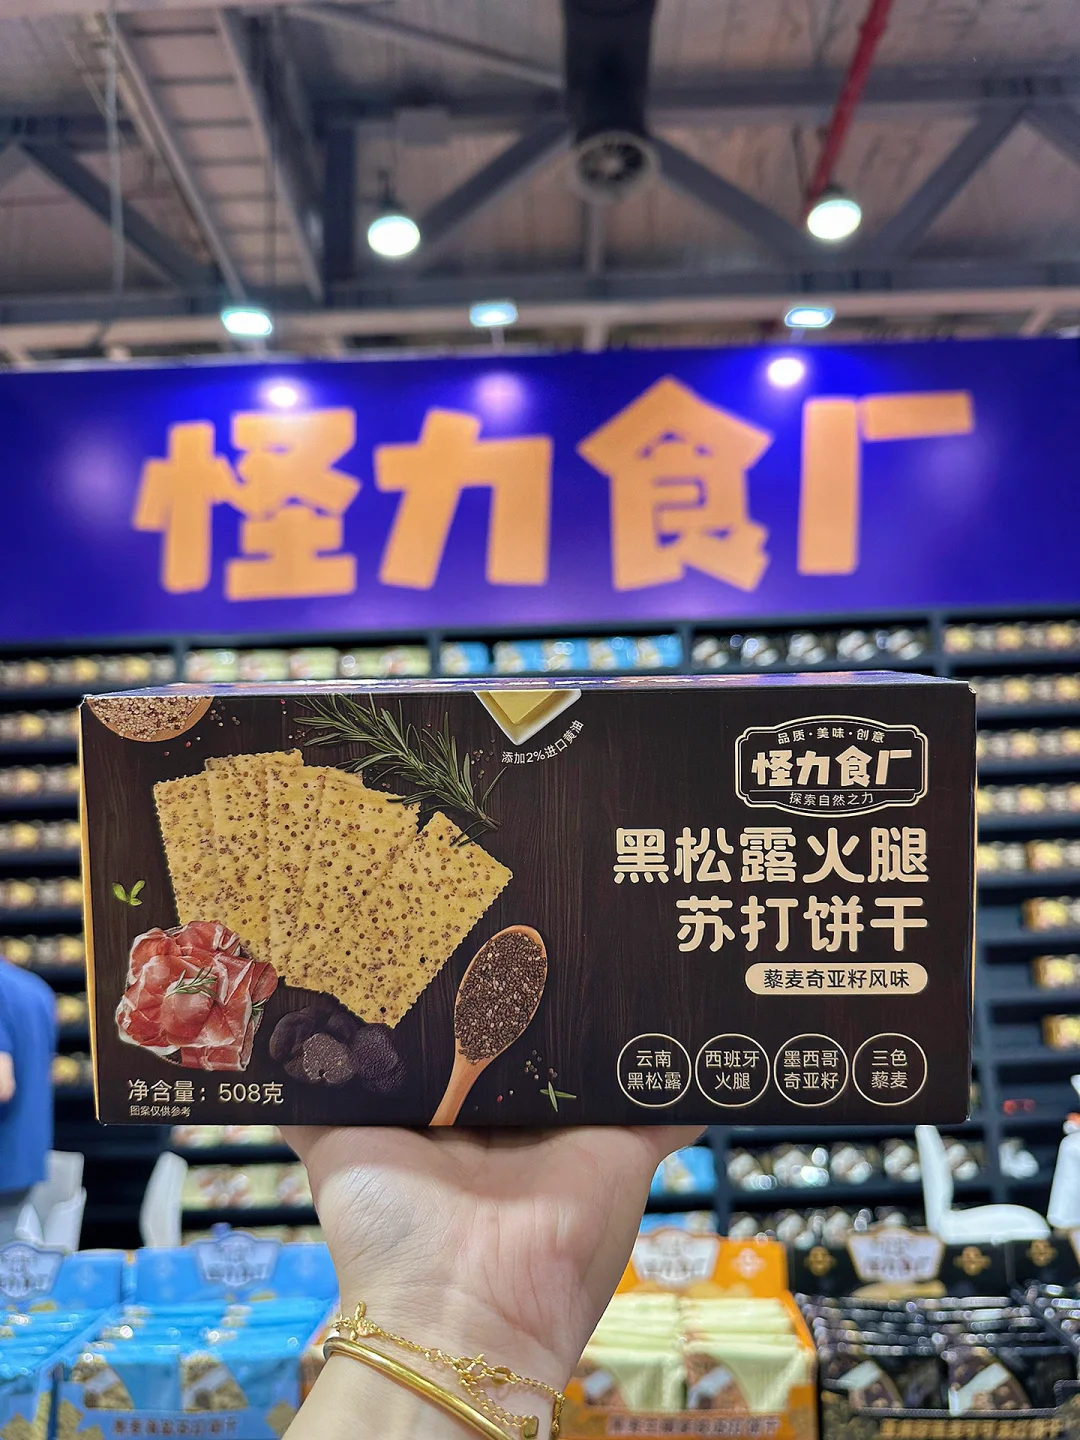 怪力食厂
添加2%进口黄油
品质·美味·创意
怪力食厂
探索自然之力
黑松露火腿
苏打饼干
藜麦奇亚籽风味
云南
黑松露
西班牙
火腿
墨西哥
奇亚籽
三色
藜麦
净含量：508克
图案仅供参考